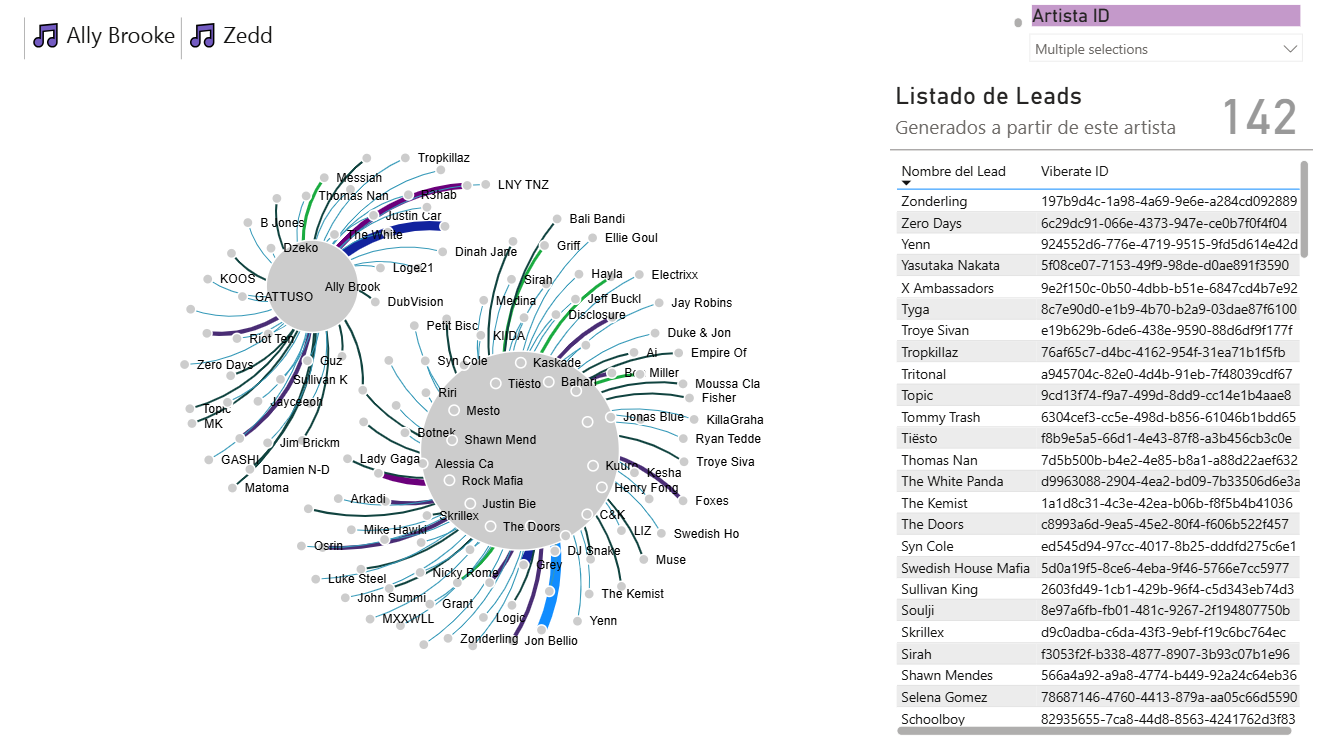 Ally Brooke
Zedd
Artista ID
Multiple selections
Listado de Leads
Generados a partir de este artista
142
Tropkillaz
Messiah
LNY TNZ
Thomas Nan
R3hab
Justin Car
B Jones
The White
Dzeko
Dinah Jane
Loge21
KOOS
Ally Brook
GATTUSO
DubVision
Riot Ten
Zero Days
Guz
Sullivan K
Jayceeoh
Topic
MK
Jim Brickm
GASHI
Damien N-D
Matoma
Bali Bandi
Griff
Ellie Goul
Sirah
Hayla
Electrixx
Medina
Jeff Buckl
Jay Robins
Disclosure
Petit Bisc
KIIDA
Duke & Jon
Syn Cole
Kaskade
Ai
Empire Of
Tiësto
Bahari
Miller
Moussa Cla
Riri
Fisher
Mesto
Jonas Blue
KillaGraha
Botnek
Shawn Mend
Ryan Tedde
Lady Gaga
Alessia Ca
Troye Siva
Rock Mafia
Kesha
Henry Fong
Arkadi
Justin Bie
Foxes
Skrillex
C&K
Mike Hawki
The Doors
LIZ
Swedish Ho
Osrin
DJ Snake
Muse
Grey
Luke Steel
Nicky Rome
John Summi
Grant
The Kemist
MXXWLL
Logic
Yenn
Zonderling
Jon Bellio
Nombre del Lead Viberate ID
Zonderling 197b9d4c-1a98-4a69-9e6e-a284cd092889
Zero Days 6c29dc91-066e-4373-947e-ce0b7f0f4f04
Yenn 924552d6-776e-4719-9515-9fd5d614e42d
Yasutaka Nakata 5f08ce07-7153-49f9-98de-d0ae891f3590
X Ambassadors 9e2f150c-0b50-4dbb-b51e-6847cd4b7e92
Tyga 8c7e90d0-e1b9-4b70-b2a9-03dae87f6100
Troye Sivan e19b629b-6de6-438e-9590-88d6df9f177f
Tropkillaz 76af65c7-d4bc-4162-954f-31ea71b1f5fb
Tritonal a945704c-82e0-4d4b-91eb-7f48039cdf67
Topic 9cd13f74-f9a7-499d-8dd9-cc14e1b4aae8
Tommy Trash 6304cef3-cc5e-498d-b856-61046b1bdd65
Tiësto f8b9e5a5-66d1-4e43-87f8-a3b456cb3c0e
Thomas Nan 7d5b500b-b4e2-4e85-b8a1-a88d22aef632
The White Panda d9963088-2904-4ea2-bd09-7b33506d6e3a
The Kemist 1a1d8c31-4c3e-42ea-b06b-f8f5b4b41036
The Doors c8993a6d-9ea5-45e2-80f4-f606b522f457
Syn Cole ed545d94-97cc-4017-8b25-dddfd275c6e1
Swedish House Mafia 5d0a19f5-8ce6-4eba-9f46-5766e7cc5977
Sullivan King 2603fd49-1cb1-429b-96f4-c5d343eb74d3
Soulji 8e97a6fb-fb01-481c-9267-2f194807750b
Skrillex d9c0adba-c6da-43f3-9ebf-f19c6bc764ec
Sirah f3053f2f-b338-4877-8907-3b93c07b1e96
Shawn Mendes 566a4a92-a9a8-4774-b449-92a24c64eb36
Selena Gomez 78687146-4760-4413-879a-aa05c66d5590
Schoolboy 82935655-7ca8-44d8-8563-4241762d3f83